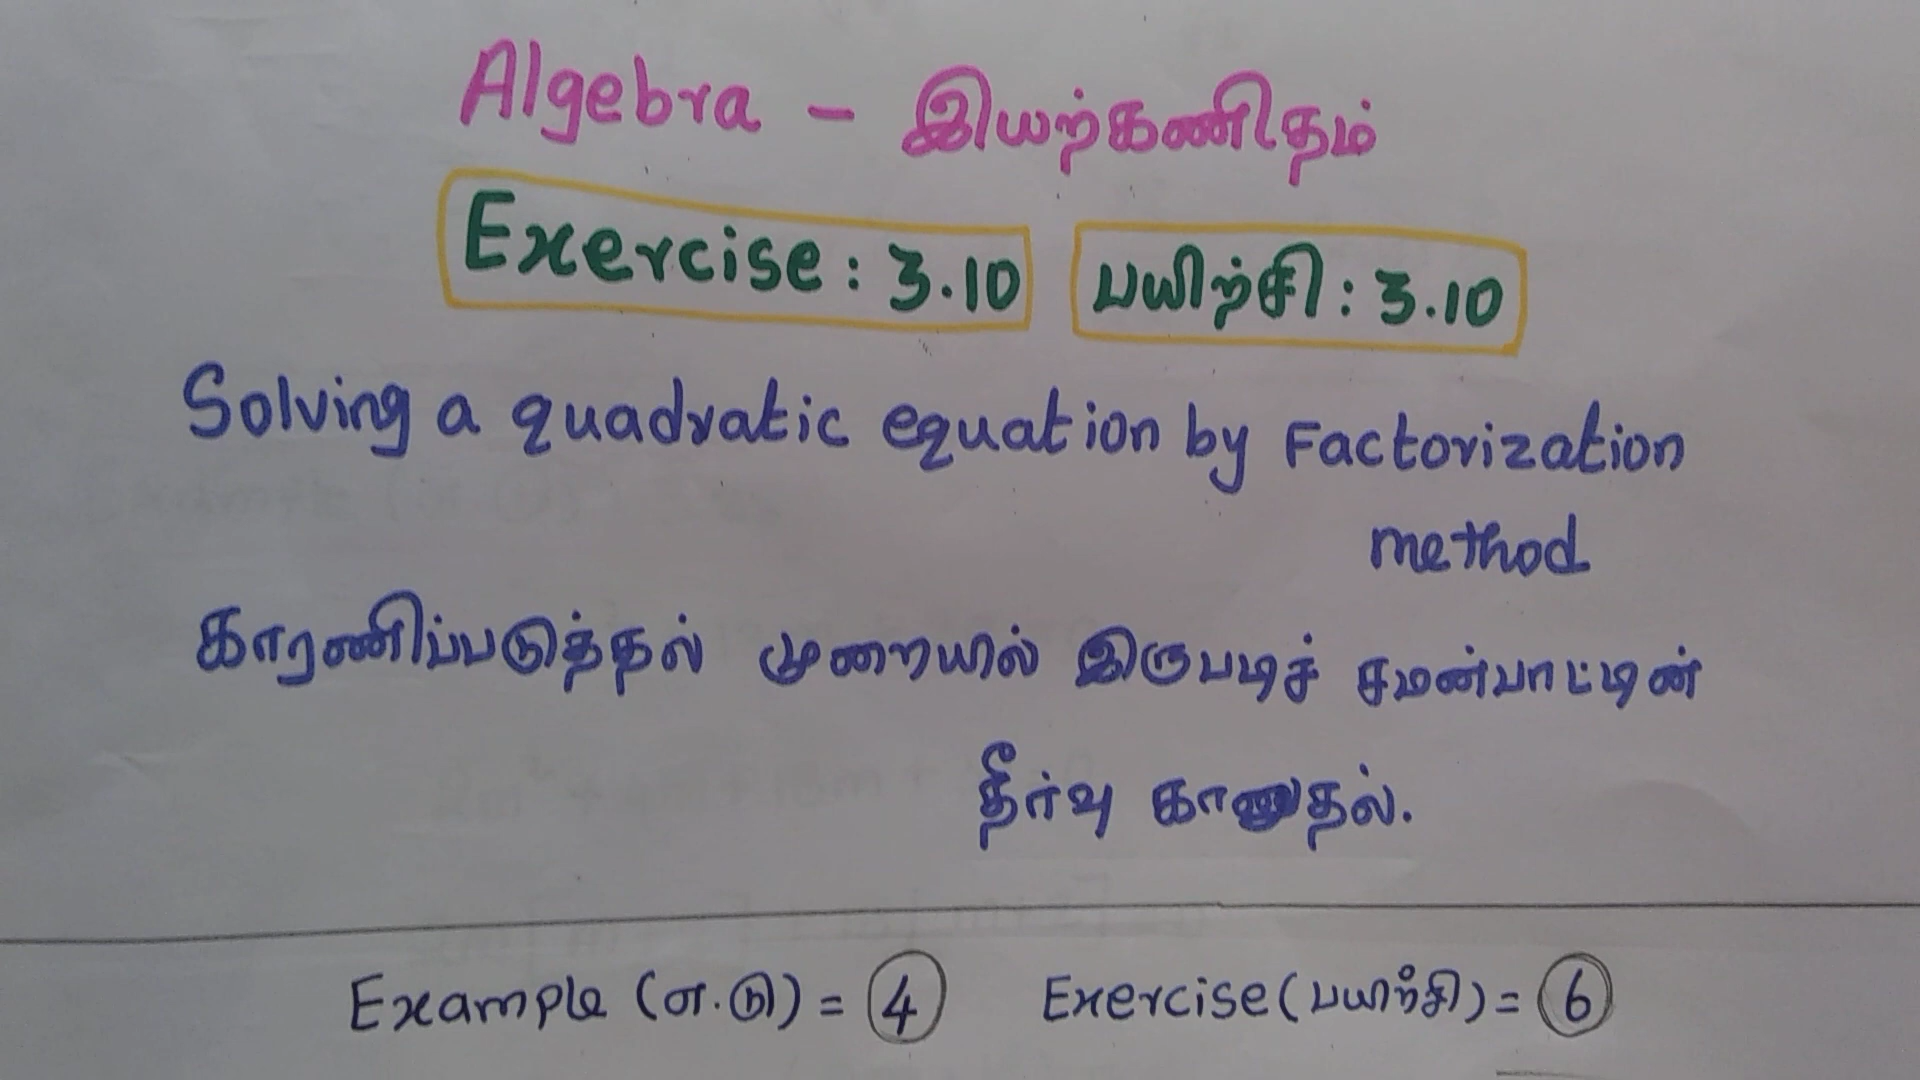 Algebra - இயற்கணிதம்
Exercise: 3.10 பயிற்சி: 3.10
Solving a quadratic equation by Factorization
method
காரணிப்படுத்தல் முறையில் இருபடிச் சமன்பாட்டின்
தீர்வு காணுதல்.
Example (எ.டு) = 4 Exercise (பயிற்சி) = 6